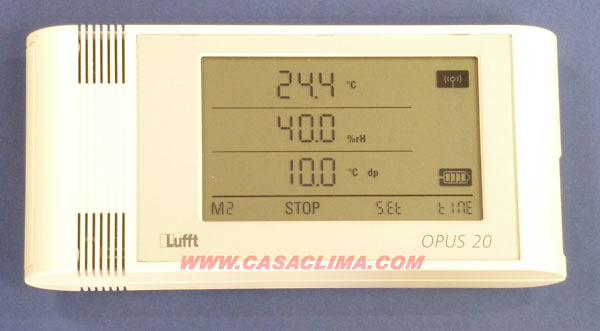 24.4 °C
((·))
40.0 %rH
10.0 °C dp
M2 STOP SEt tIME
Lufft OPUS 20
WWW.CASACLIMA.COM